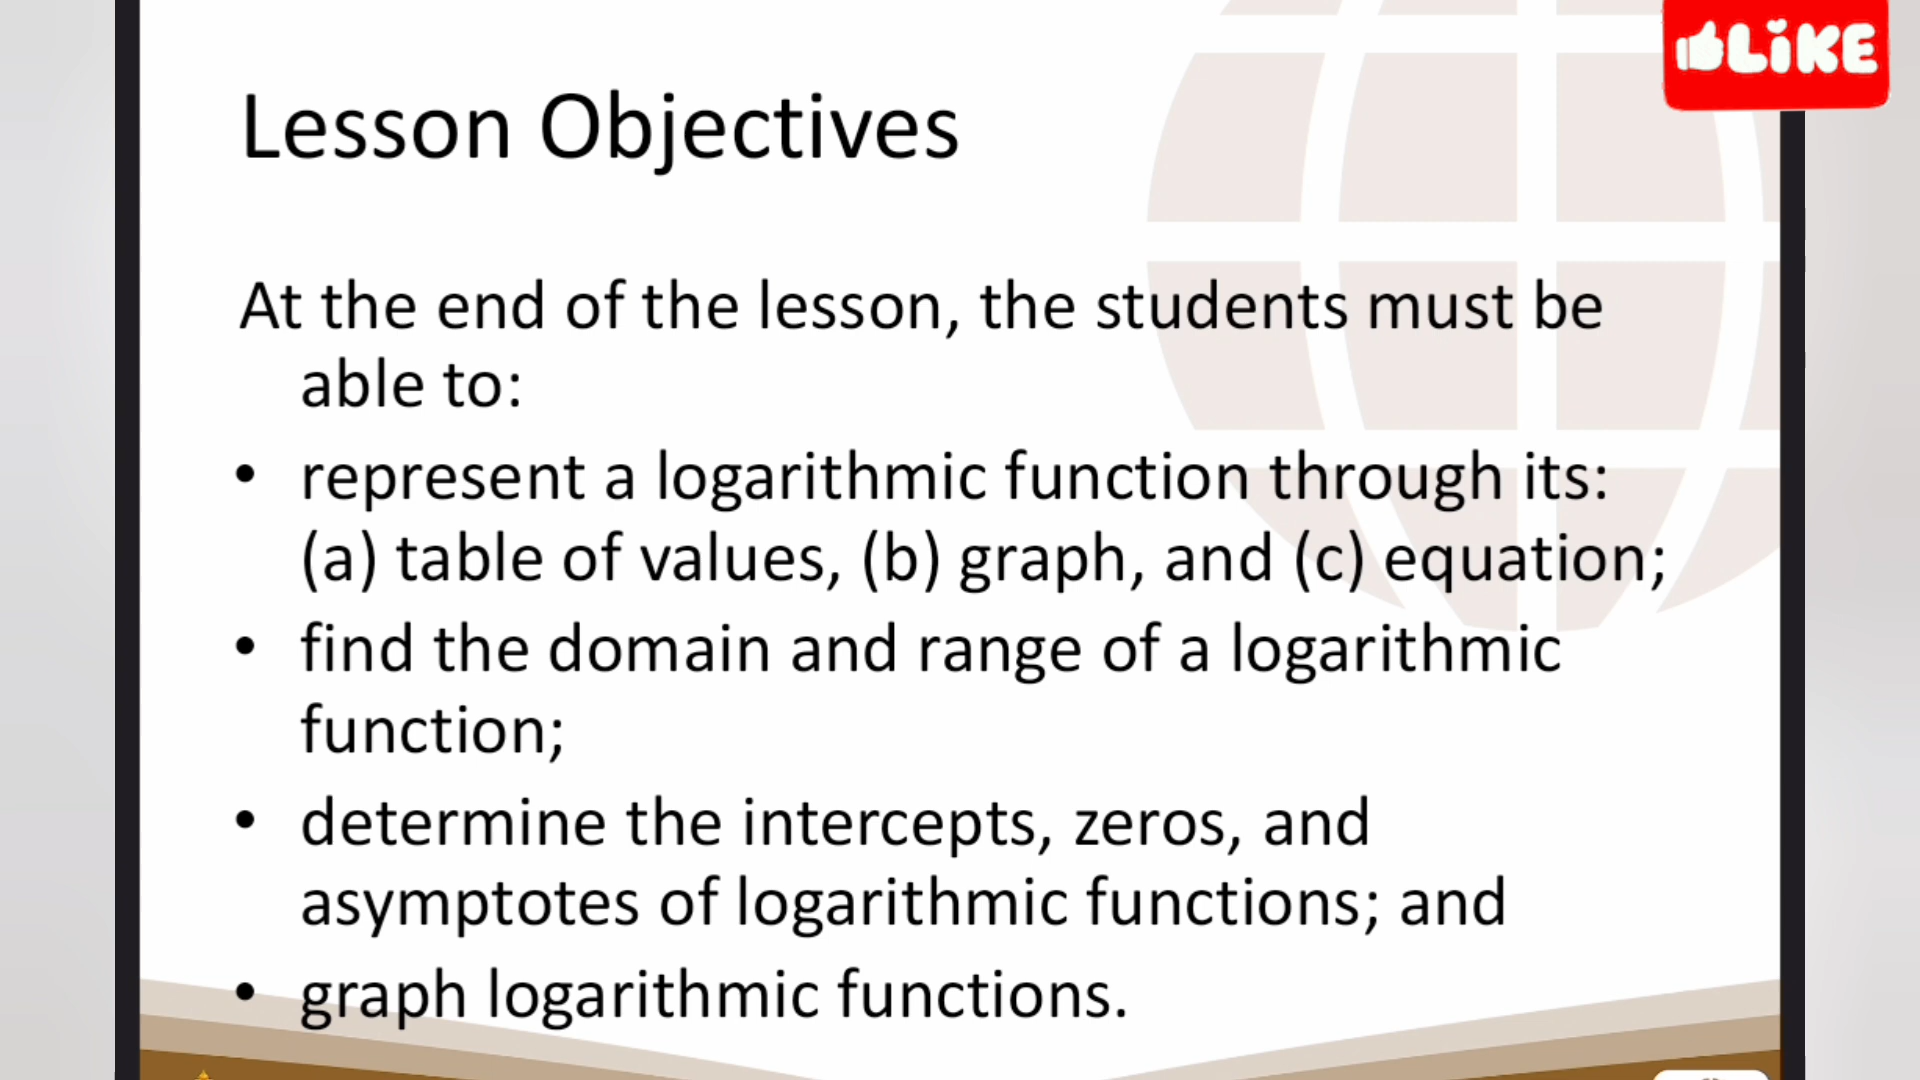 LiKE
Lesson Objectives
At the end of the lesson, the students must be
able to:
• represent a logarithmic function through its:
(a) table of values, (b) graph, and (c) equation;
• find the domain and range of a logarithmic
function;
• determine the intercepts, zeros, and
asymptotes of logarithmic functions; and
• graph logarithmic functions.